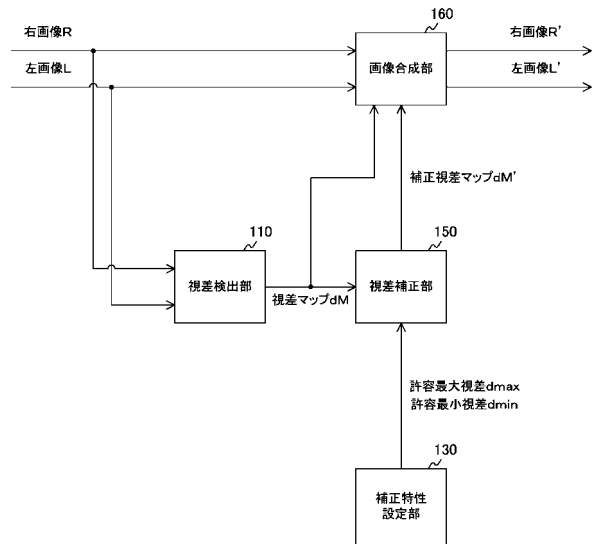 160
右画像R
右画像R'
画像合成部
左画像L
左画像L'
補正視差マップdM'
110
150
視差検出部
視差補正部
視差マップdM
許容最大視差dmax
許容最小視差dmin
130
補正特性
設定部